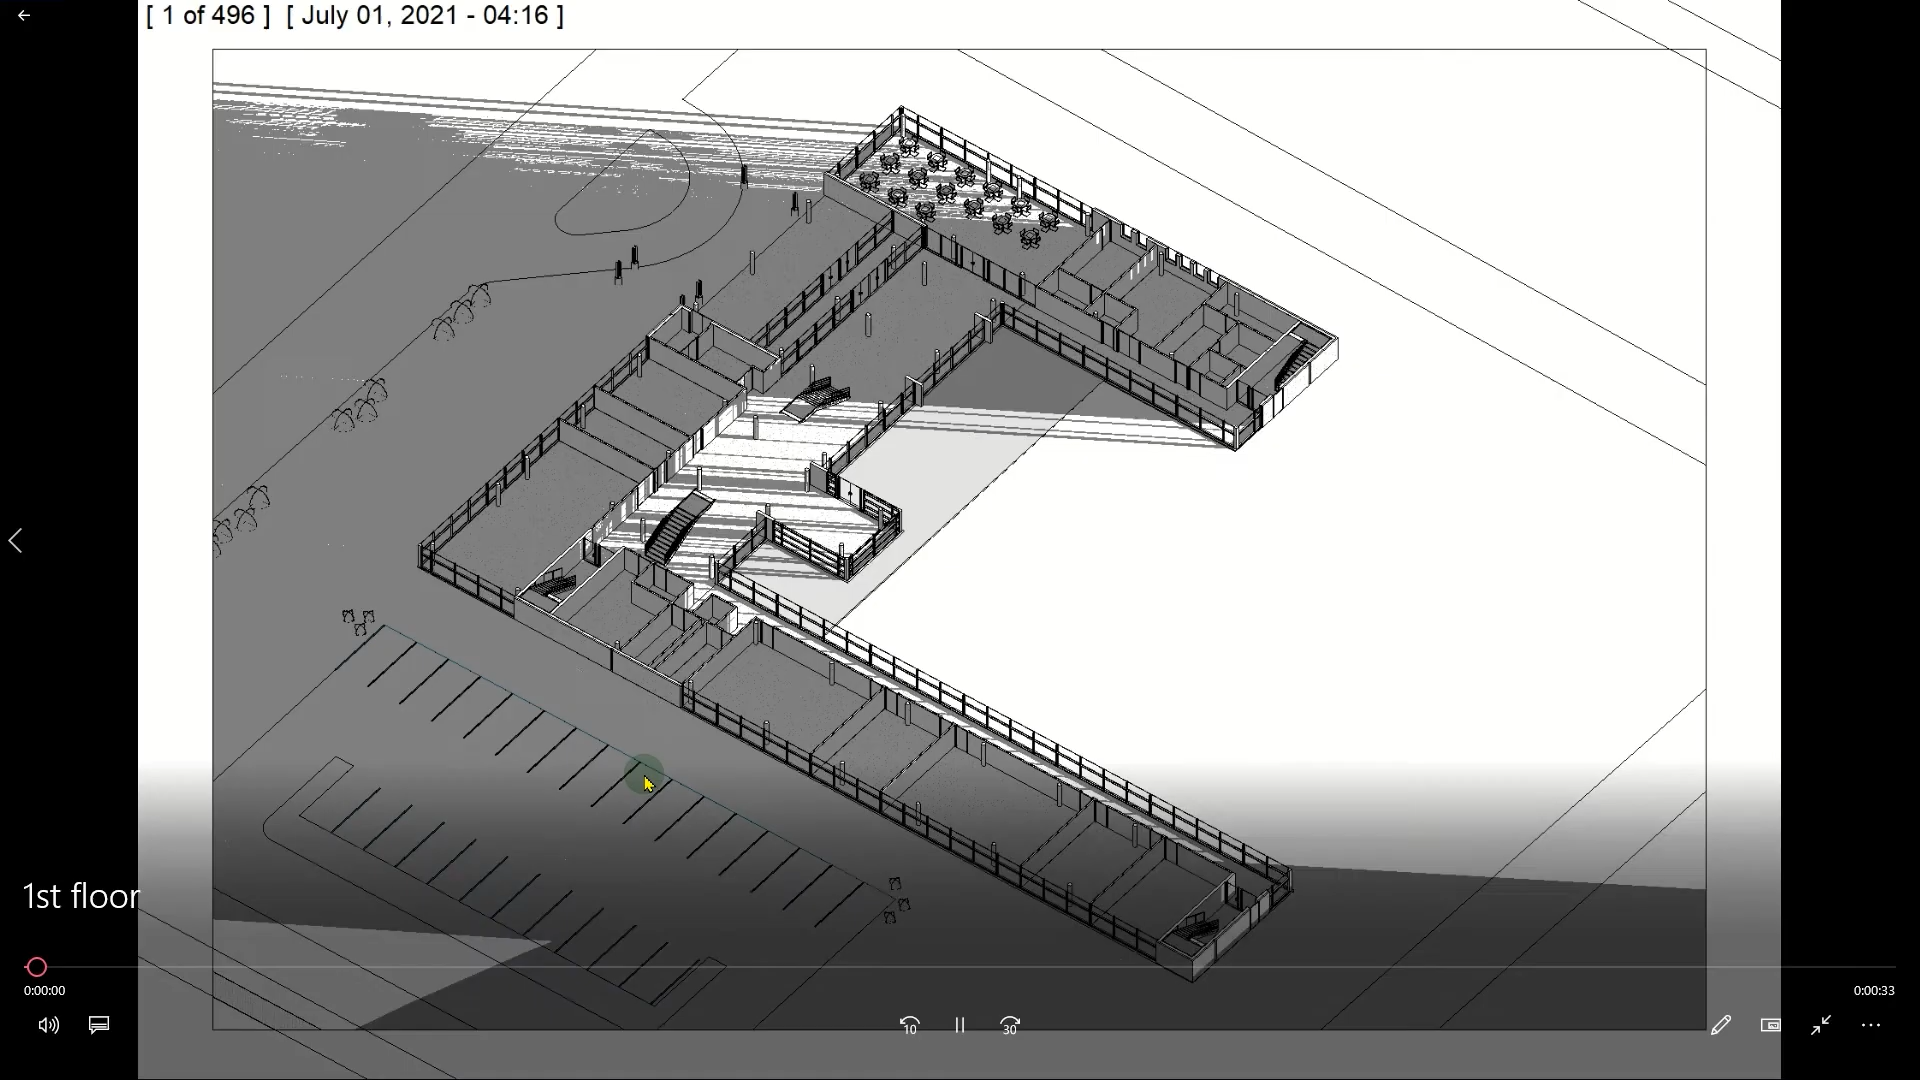 [ 1 of 496 ] [ July 01, 2021 - 04:16 ]
1st floor
0:00:00
0:00:33
10
30